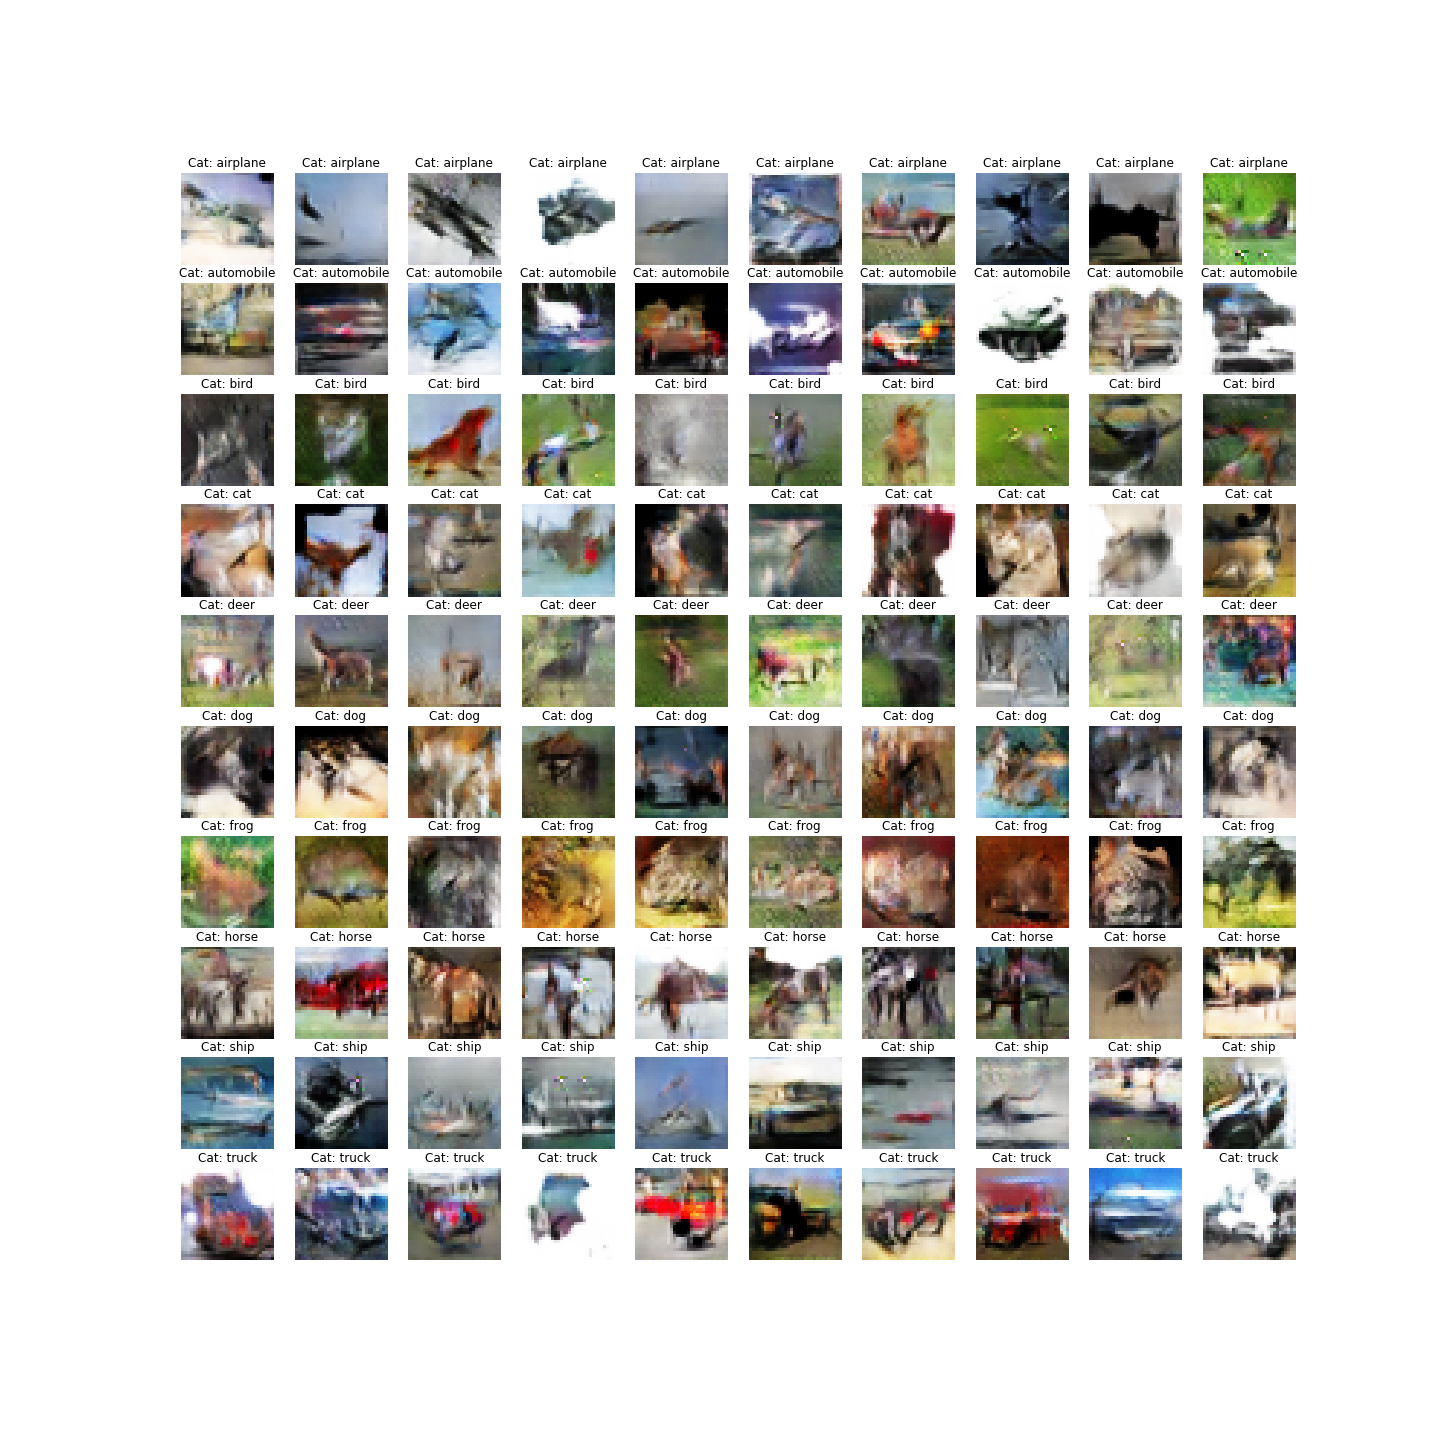 Cat: airplane Cat: airplane Cat: airplane Cat: airplane Cat: airplane Cat: airplane Cat: airplane Cat: airplane Cat: airplane Cat: airplane
Cat: automobile Cat: automobile Cat: automobile Cat: automobile Cat: automobile Cat: automobile Cat: automobile Cat: automobile Cat: automobile Cat: automobile
Cat: bird Cat: bird Cat: bird Cat: bird Cat: bird Cat: bird Cat: bird Cat: bird Cat: bird Cat: bird
Cat: cat Cat: cat Cat: cat Cat: cat Cat: cat Cat: cat Cat: cat Cat: cat Cat: cat Cat: cat
Cat: deer Cat: deer Cat: deer Cat: deer Cat: deer Cat: deer Cat: deer Cat: deer Cat: deer Cat: deer
Cat: dog Cat: dog Cat: dog Cat: dog Cat: dog Cat: dog Cat: dog Cat: dog Cat: dog Cat: dog
Cat: frog Cat: frog Cat: frog Cat: frog Cat: frog Cat: frog Cat: frog Cat: frog Cat: frog Cat: frog
Cat: horse Cat: horse Cat: horse Cat: horse Cat: horse Cat: horse Cat: horse Cat: horse Cat: horse Cat: horse
Cat: ship Cat: ship Cat: ship Cat: ship Cat: ship Cat: ship Cat: ship Cat: ship Cat: ship Cat: ship
Cat: truck Cat: truck Cat: truck Cat: truck Cat: truck Cat: truck Cat: truck Cat: truck Cat: truck Cat: truck